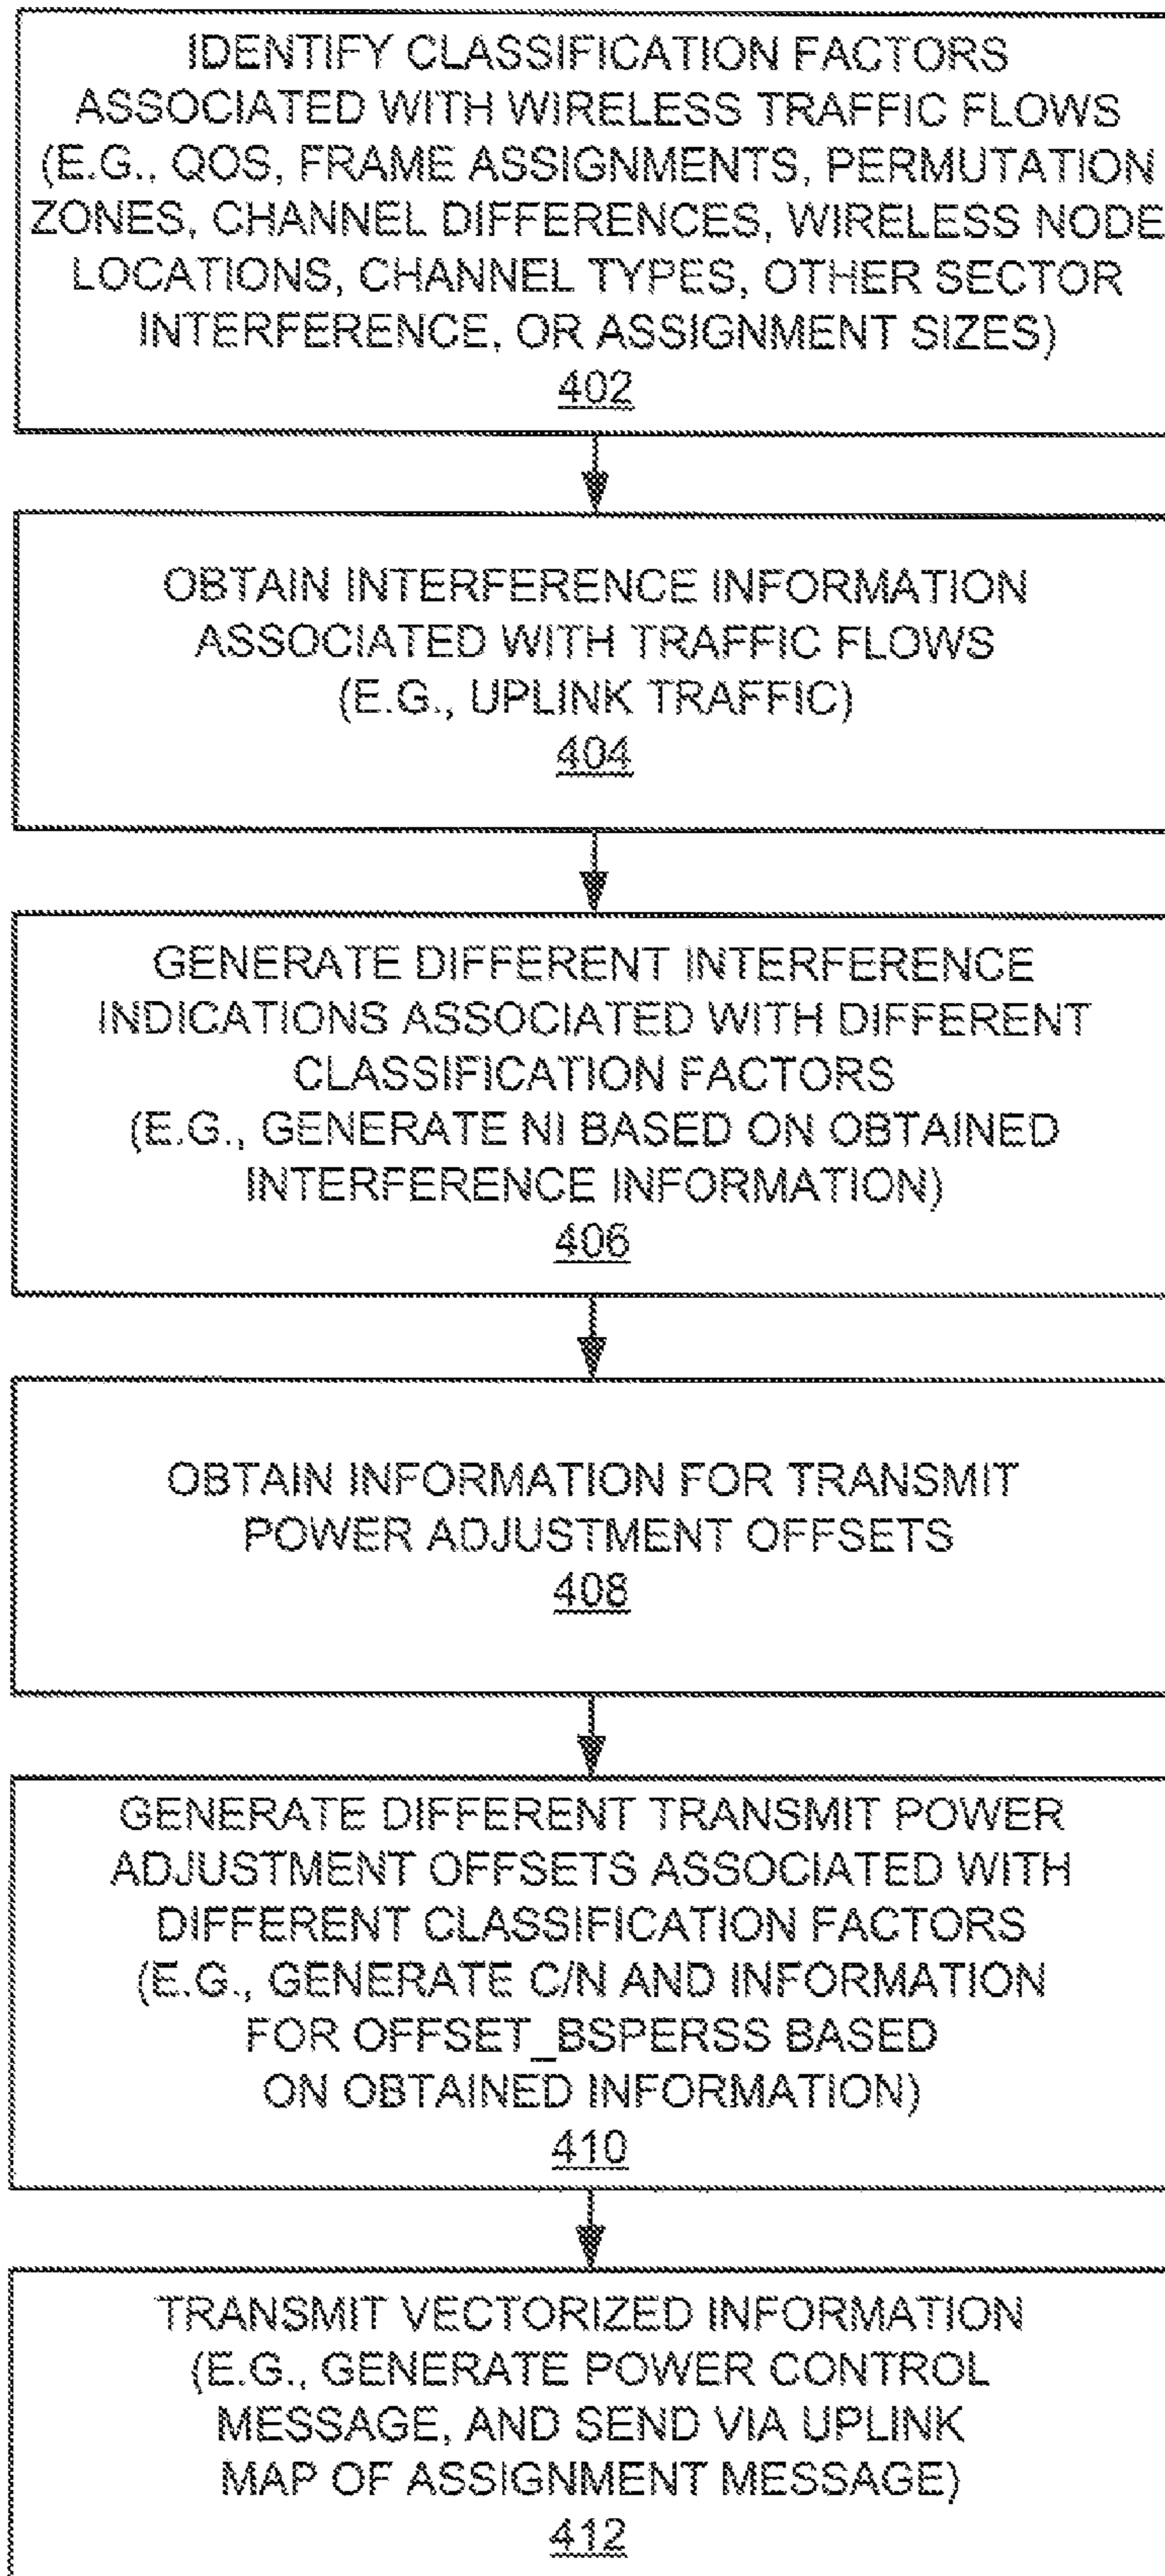 IDENTIFY CLASSIFICATION FACTORS
ASSOCIATED WITH WIRELESS TRAFFIC FLOWS
(E.G., QOS, FRAME ASSIGNMENTS, PERMUTATION
ZONES, CHANNEL DIFFERENCES, WIRELESS NODE
LOCATIONS, CHANNEL TYPES, OTHER SECTOR
INTERFERENCE, OR ASSIGNMENT SIZES)
402
OBTAIN INTERFERENCE INFORMATION
ASSOCIATED WITH TRAFFIC FLOWS
(E.G., UPLINK TRAFFIC)
404
GENERATE DIFFERENT INTERFERENCE
INDICATIONS ASSOCIATED WITH DIFFERENT
CLASSIFICATION FACTORS
(E.G., GENERATE NI BASED ON OBTAINED
INTERFERENCE INFORMATION)
406
OBTAIN INFORMATION FOR TRANSMIT
POWER ADJUSTMENT OFFSETS
408
GENERATE DIFFERENT TRANSMIT POWER
ADJUSTMENT OFFSETS ASSOCIATED WITH
DIFFERENT CLASSIFICATION FACTORS
(E.G., GENERATE C/N AND INFORMATION
FOR OFFSET_BSPERSS BASED
ON OBTAINED INFORMATION)
410
TRANSMIT VECTORIZED INFORMATION
(E.G., GENERATE POWER CONTROL
MESSAGE, AND SEND VIA UPLINK
MAP OF ASSIGNMENT MESSAGE)
412